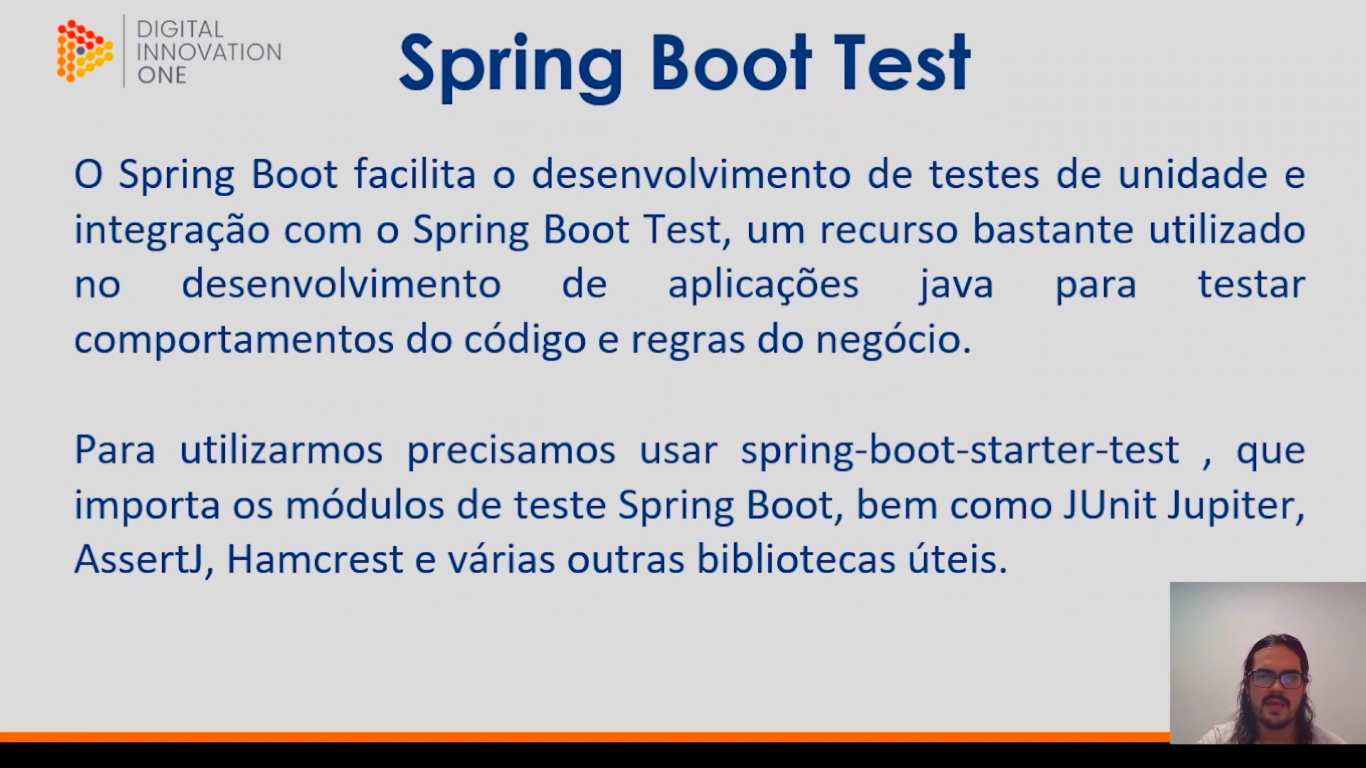 DIGITAL
INNOVATION
ONE
Spring Boot Test
O Spring Boot facilita o desenvolvimento de testes de unidade e
integração com o Spring Boot Test, um recurso bastante utilizado
no desenvolvimento de aplicações java para testar
comportamentos do código e regras do negócio.
Para utilizarmos precisamos usar spring-boot-starter-test , que
importa os módulos de teste Spring Boot, bem como JUnit Jupiter,
AssertJ, Hamcrest e várias outras bibliotecas úteis.